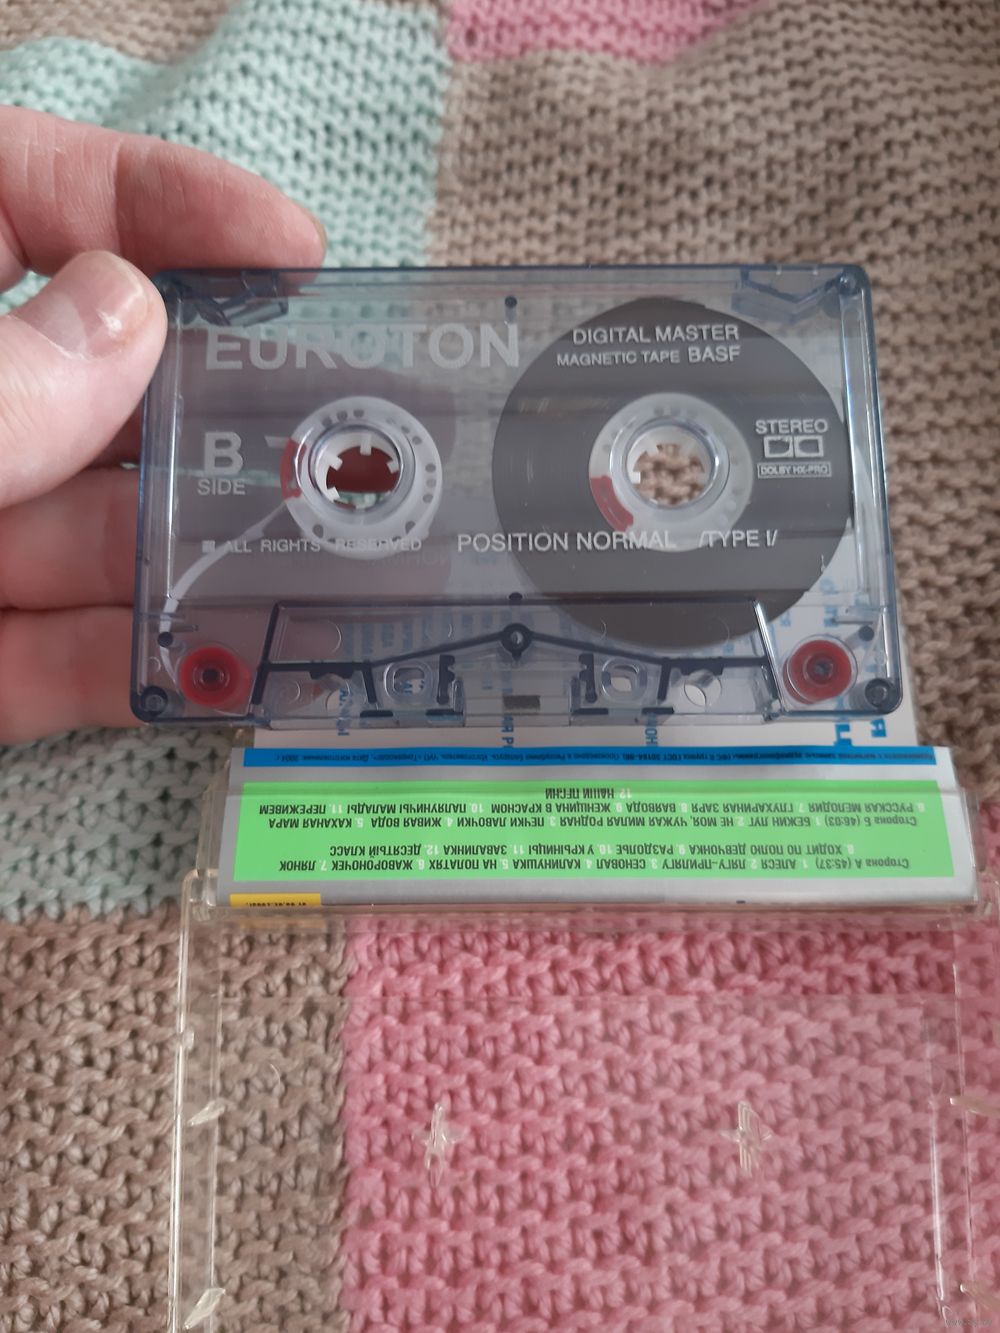 EUROTON
DIGITAL MASTER
MAGNETIC TAPE BASF
B
SIDE
STEREO
DOLBY HX-PRO
ALL RIGHTS RESERVED
POSITION NORMAL /TYPE I/
Сторона А (45:37) 1. АЛЕСЯ 2. ЛЯГУ-ПРИЛЯГУ 3. СЕНОВАЛ 4. КАЛИНУШКА 5. НА ЛОПАТЯХ 6. ЖАВОРОНОЧЕК 7. ЛЯНОК
8. ХОДИТ ПО ПОЛЮ ДЕВЧОНКА 9. РАЗДОЛЬЕ 10. У КРЫНИЦЫ 11. ЗАВАЛИНКА 12. ДЕСЯТЫЙ КЛАСС
Сторона Б (46:03) 1. БЕЖИН ЛУГ 2. НЕ МОЯ, ЧУЖАЯ МИЛАЯ РОДНАЯ 3. ПЕЧКИ ЛАВОЧКИ 4. ЖИВАЯ ВОДА 5. КАХАНАЯ МАРА
6. РУССКАЯ МЕЛОДИЯ 7. ГЛУХАРИНАЯ ЗАРЯ 8. ВАЯВОДА 9. ЖЕНЩИНА В КРАСНОМ 10. ПАЛЯУНИЧЫ МАЛАДЫ 11. ПЕРЕЖИВЕМ
12. НАШИ ПЕСНИ